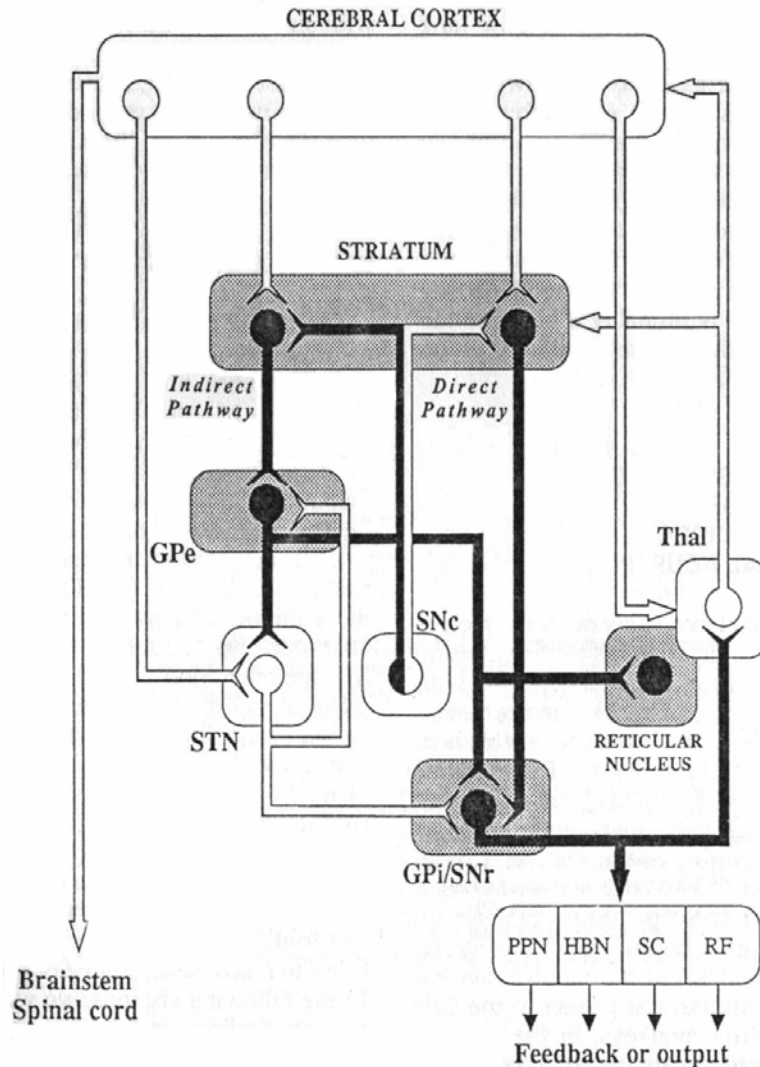 CEREBRAL CORTEX
STRIATUM
Indirect
Pathway
Direct
Pathway
GPe
Thal
SNc
STN
RETICULAR
NUCLEUS
GPi/SNr
PPN HBN SC RF
Brainstem
Spinal cord
Feedback or output